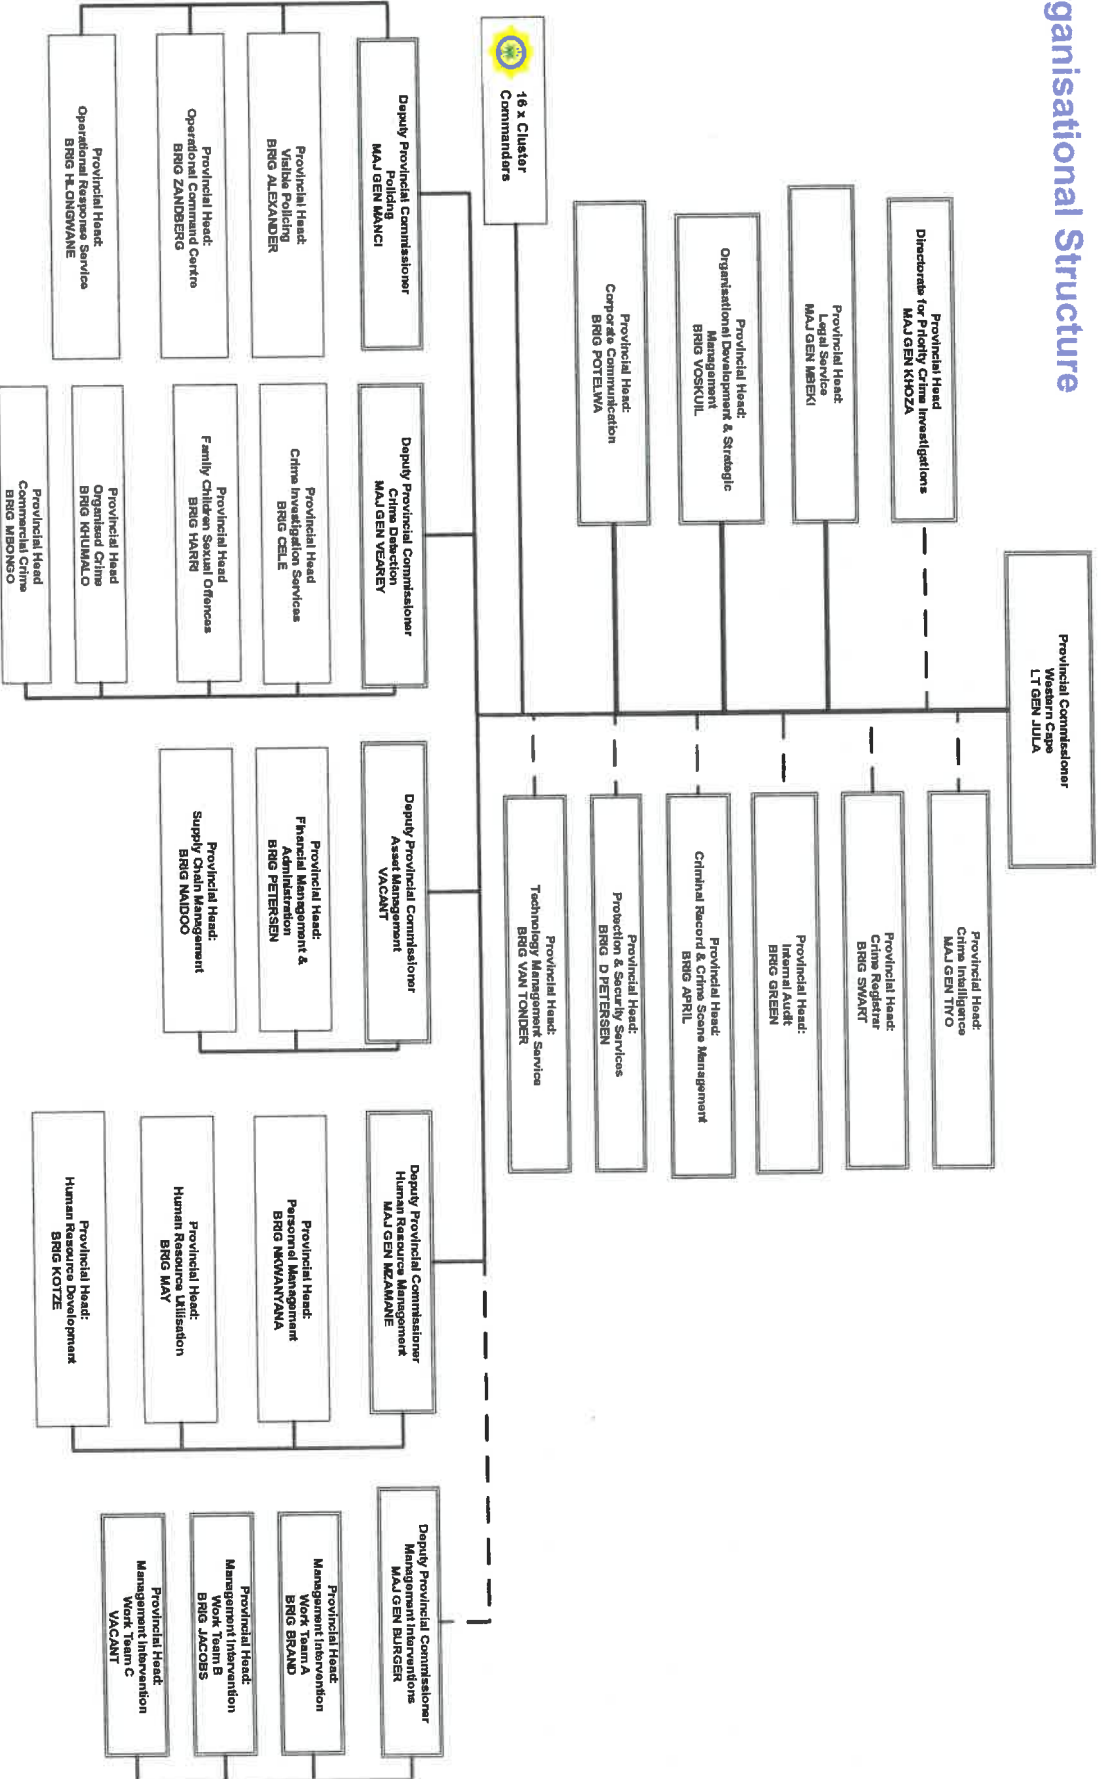 ganisational Structure
Provincial Commissioner
Western Cape
LT GEN JULA
Provincial Head
Directorate for Priority Crime Investigations
MAJ GEN KHOZA
Provincial Head:
Legal Service
MAJ GEN MBEKI
Provincial Head:
Organisational Development & Strategic
Management
BRIG VOSKUIL
Provincial Head:
Corporate Communication
BRIG POTELWA
16 x Cluster
Commanders
Provincial Head:
Crime Intelligence
MAJ GEN TIYO
Provincial Head:
Crime Registrar
BRIG SWART
Provincial Head:
Internal Audit
BRIG GREEN
Provincial Head:
Criminal Record & Crime Scene Management
BRIG APRIL
Provincial Head:
Protection & Security Services
BRIG D PETERSEN
Provincial Head:
Technology Management Service
BRIG VAN TONDER
Deputy Provincial Commissioner
Policing
MAJ GEN MANCI
Provincial Head:
Visible Policing
BRIG ALEXANDER
Provincial Head:
Operational Command Centre
BRIG ZANDBERG
Provincial Head:
Operational Response Service
BRIG HLONGWANE
Deputy Provincial Commissioner
Crime Detection
MAJ GEN VEAREY
Provincial Head
Crime Investigation Services
BRIG CELE
Provincial Head
Family Children Sexual Offences
BRIG HARRI
Provincial Head
Organised Crime
BRIG KHUMALO
Provincial Head
Commercial Crime
BRIG MBONGO
Deputy Provincial Commissioner
Asset Management
VACANT
Provincial Head:
Financial Management &
Administration
BRIG PETERSEN
Provincial Head:
Supply Chain Management
BRIG NAIDOO
Deputy Provincial Commissioner
Human Resource Management
MAJ GEN MZAMANE
Provincial Head:
Personnel Management
BRIG NKWANYANA
Provincial Head:
Human Resource Utilisation
BRIG MAY
Provincial Head:
Human Resource Development
BRIG KOTZE
Deputy Provincial Commissioner
Management Interventions
MAJ GEN BURGER
Provincial Head:
Management Intervention
Work Team A
BRIG BRAND
Provincial Head:
Management Intervention
Work Team B
BRIG JACOBS
Provincial Head:
Management Intervention
Work Team C
VACANT